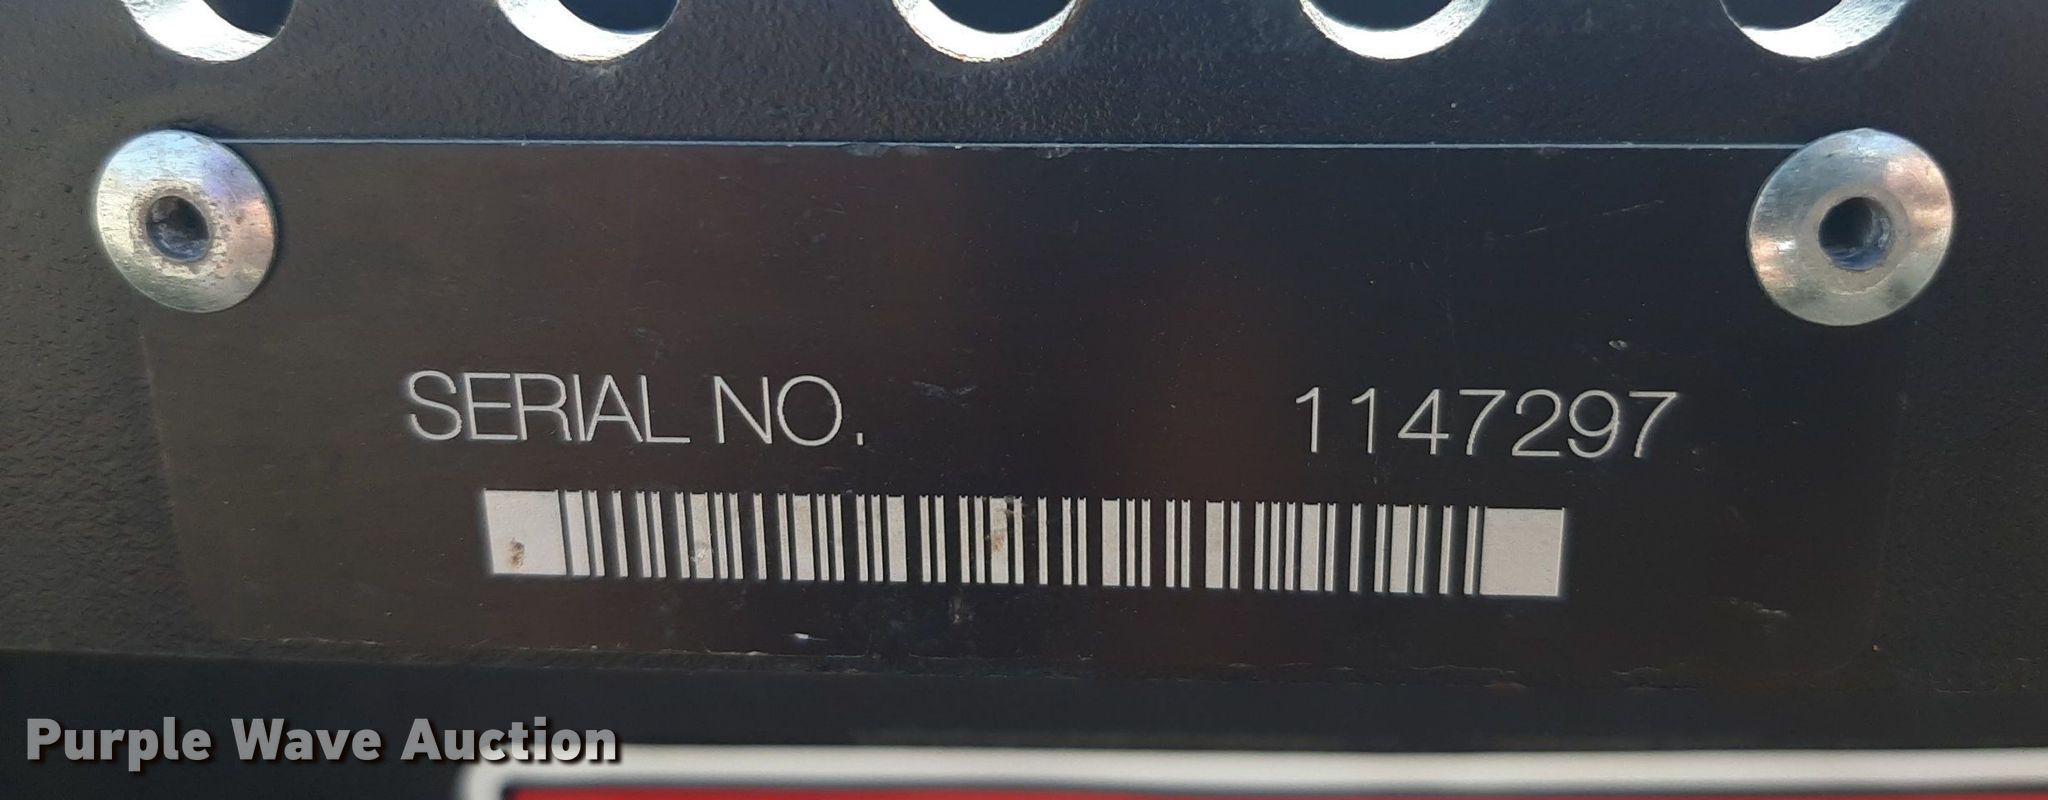 SERIAL NO. 1147297
Purple Wave Auction